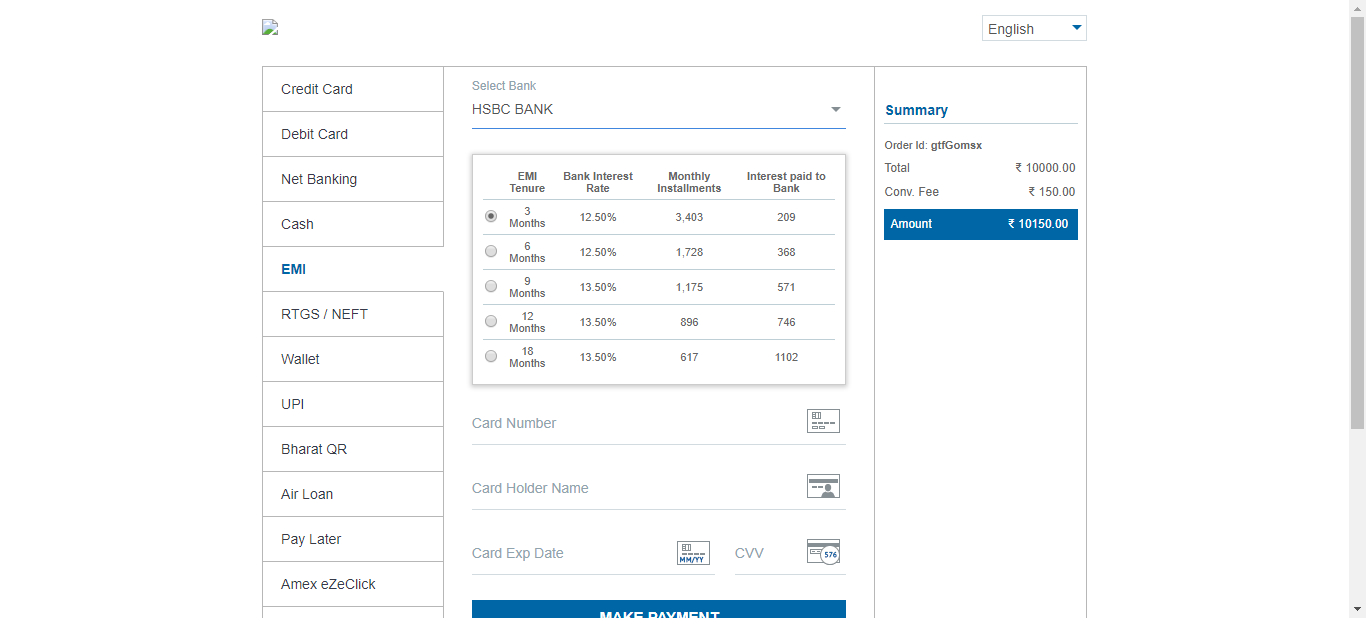 English
Credit Card
Debit Card
Net Banking
Cash
EMI
RTGS / NEFT
Wallet
UPI
Bharat QR
Air Loan
Pay Later
Amex eZeClick
Select Bank
HSBC BANK
EMI Tenure Bank Interest Rate Monthly Installments Interest paid to Bank
3 Months 12.50% 3,403 209
6 Months 12.50% 1,728 368
9 Months 13.50% 1,175 571
12 Months 13.50% 896 746
18 Months 13.50% 617 1102
Card Number
Card Holder Name
Card Exp Date MM/YY CVV 576
MAKE PAYMENT
Summary
Order Id: gtfGomsx
Total ₹ 10000.00
Conv. Fee ₹ 150.00
Amount ₹ 10150.00